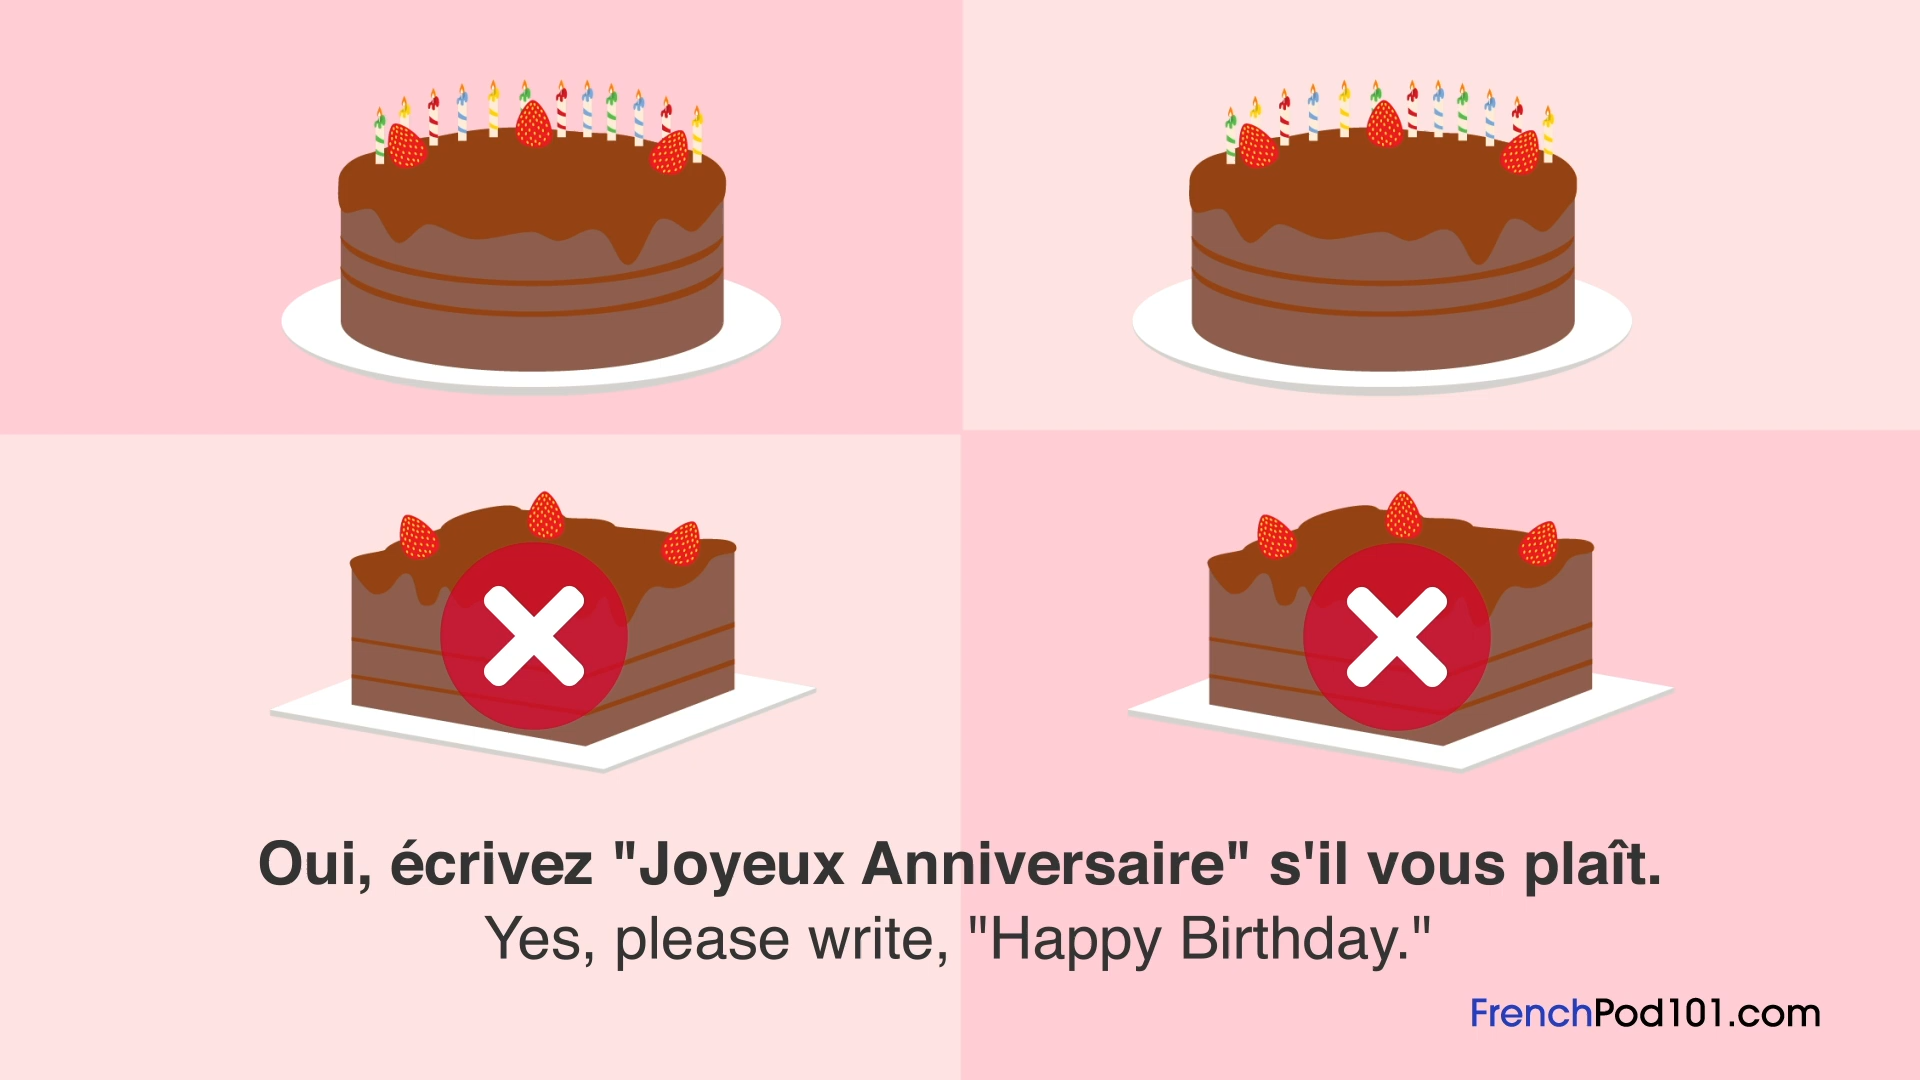 Oui, écrivez "Joyeux Anniversaire" s'il vous plaît.
Yes, please write, "Happy Birthday."
FrenchPod101.com